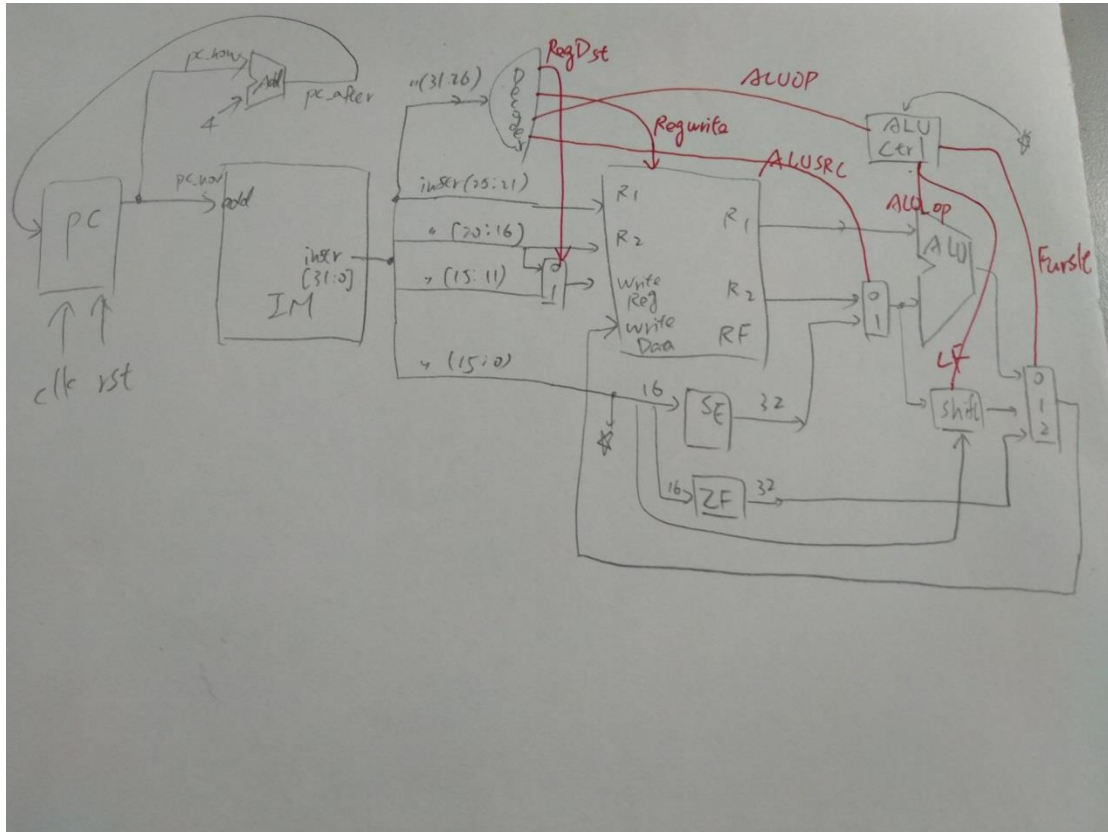 pc_now
Add
4
pc_after
pc_now
PC
clk rst
add
instr
[31:0]
IM
"(31:26)
Decoder
RegDst
Regwrite
ALUOP
ALUSRC
ALU
Ctrl
instr(25:21)
" (20:16)
" (15:11)
" (15:0)
0
1
R1
R2
Write
Reg
Write
Data
R1
R2
RF
ALUop
ALU
0
1
LF
shift
0
1
2
16
SE
32
16
ZF
32